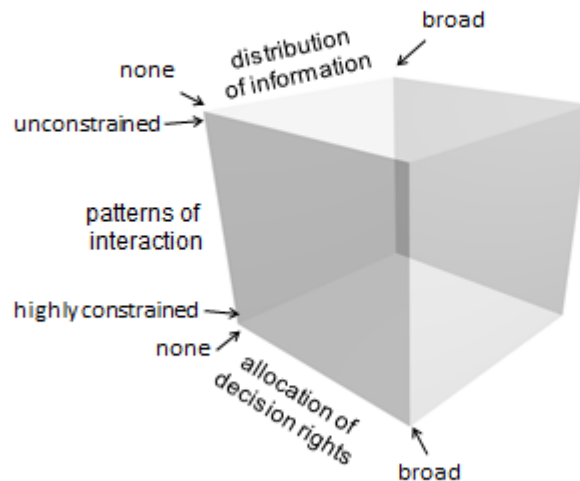 broad
distribution
of information
none
unconstrained
patterns of
interaction
highly constrained
none
allocation of
decision rights
broad